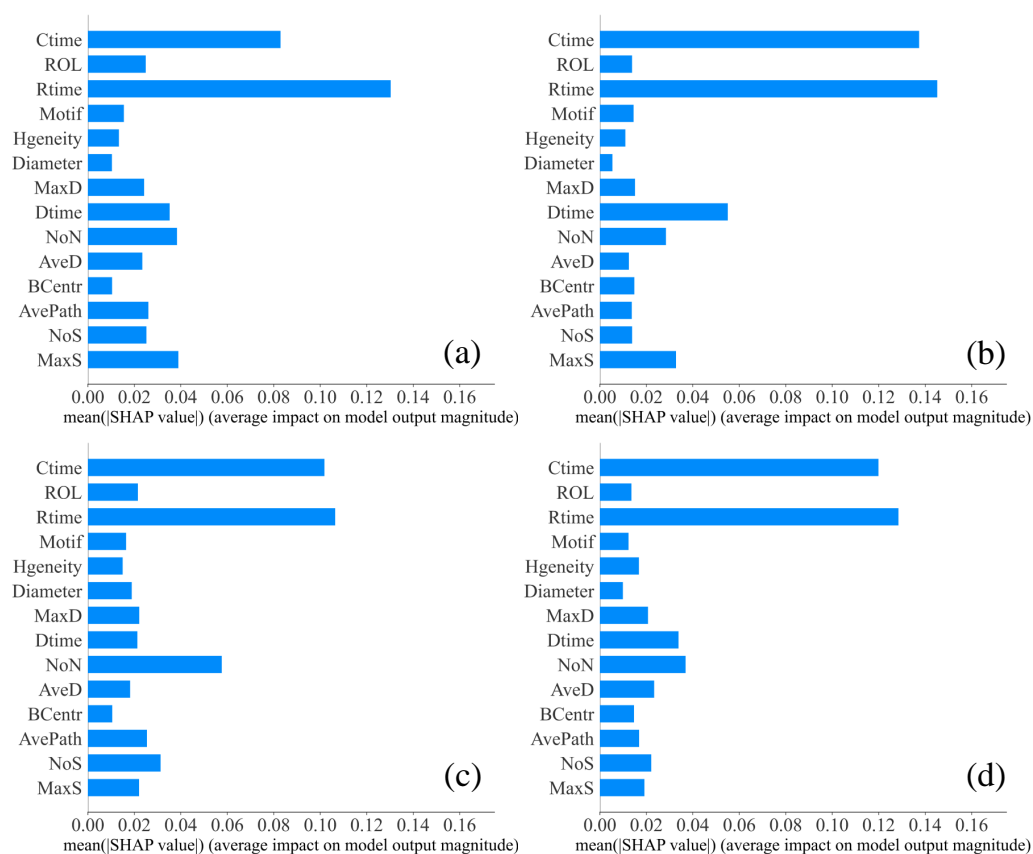 Ctime
ROL
Rtime
Motif
Hgeneity
Diameter
MaxD
Dtime
NoN
AveD
BCentr
AvePath
NoS
MaxS
(a)
0.00 0.02 0.04 0.06 0.08 0.10 0.12 0.14 0.16
mean(|SHAP value|) (average impact on model output magnitude)
Ctime
ROL
Rtime
Motif
Hgeneity
Diameter
MaxD
Dtime
NoN
AveD
BCentr
AvePath
NoS
MaxS
(b)
0.00 0.02 0.04 0.06 0.08 0.10 0.12 0.14 0.16
mean(|SHAP value|) (average impact on model output magnitude)
Ctime
ROL
Rtime
Motif
Hgeneity
Diameter
MaxD
Dtime
NoN
AveD
BCentr
AvePath
NoS
MaxS
(c)
0.00 0.02 0.04 0.06 0.08 0.10 0.12 0.14 0.16
mean(|SHAP value|) (average impact on model output magnitude)
Ctime
ROL
Rtime
Motif
Hgeneity
Diameter
MaxD
Dtime
NoN
AveD
BCentr
AvePath
NoS
MaxS
(d)
0.00 0.02 0.04 0.06 0.08 0.10 0.12 0.14 0.16
mean(|SHAP value|) (average impact on model output magnitude)